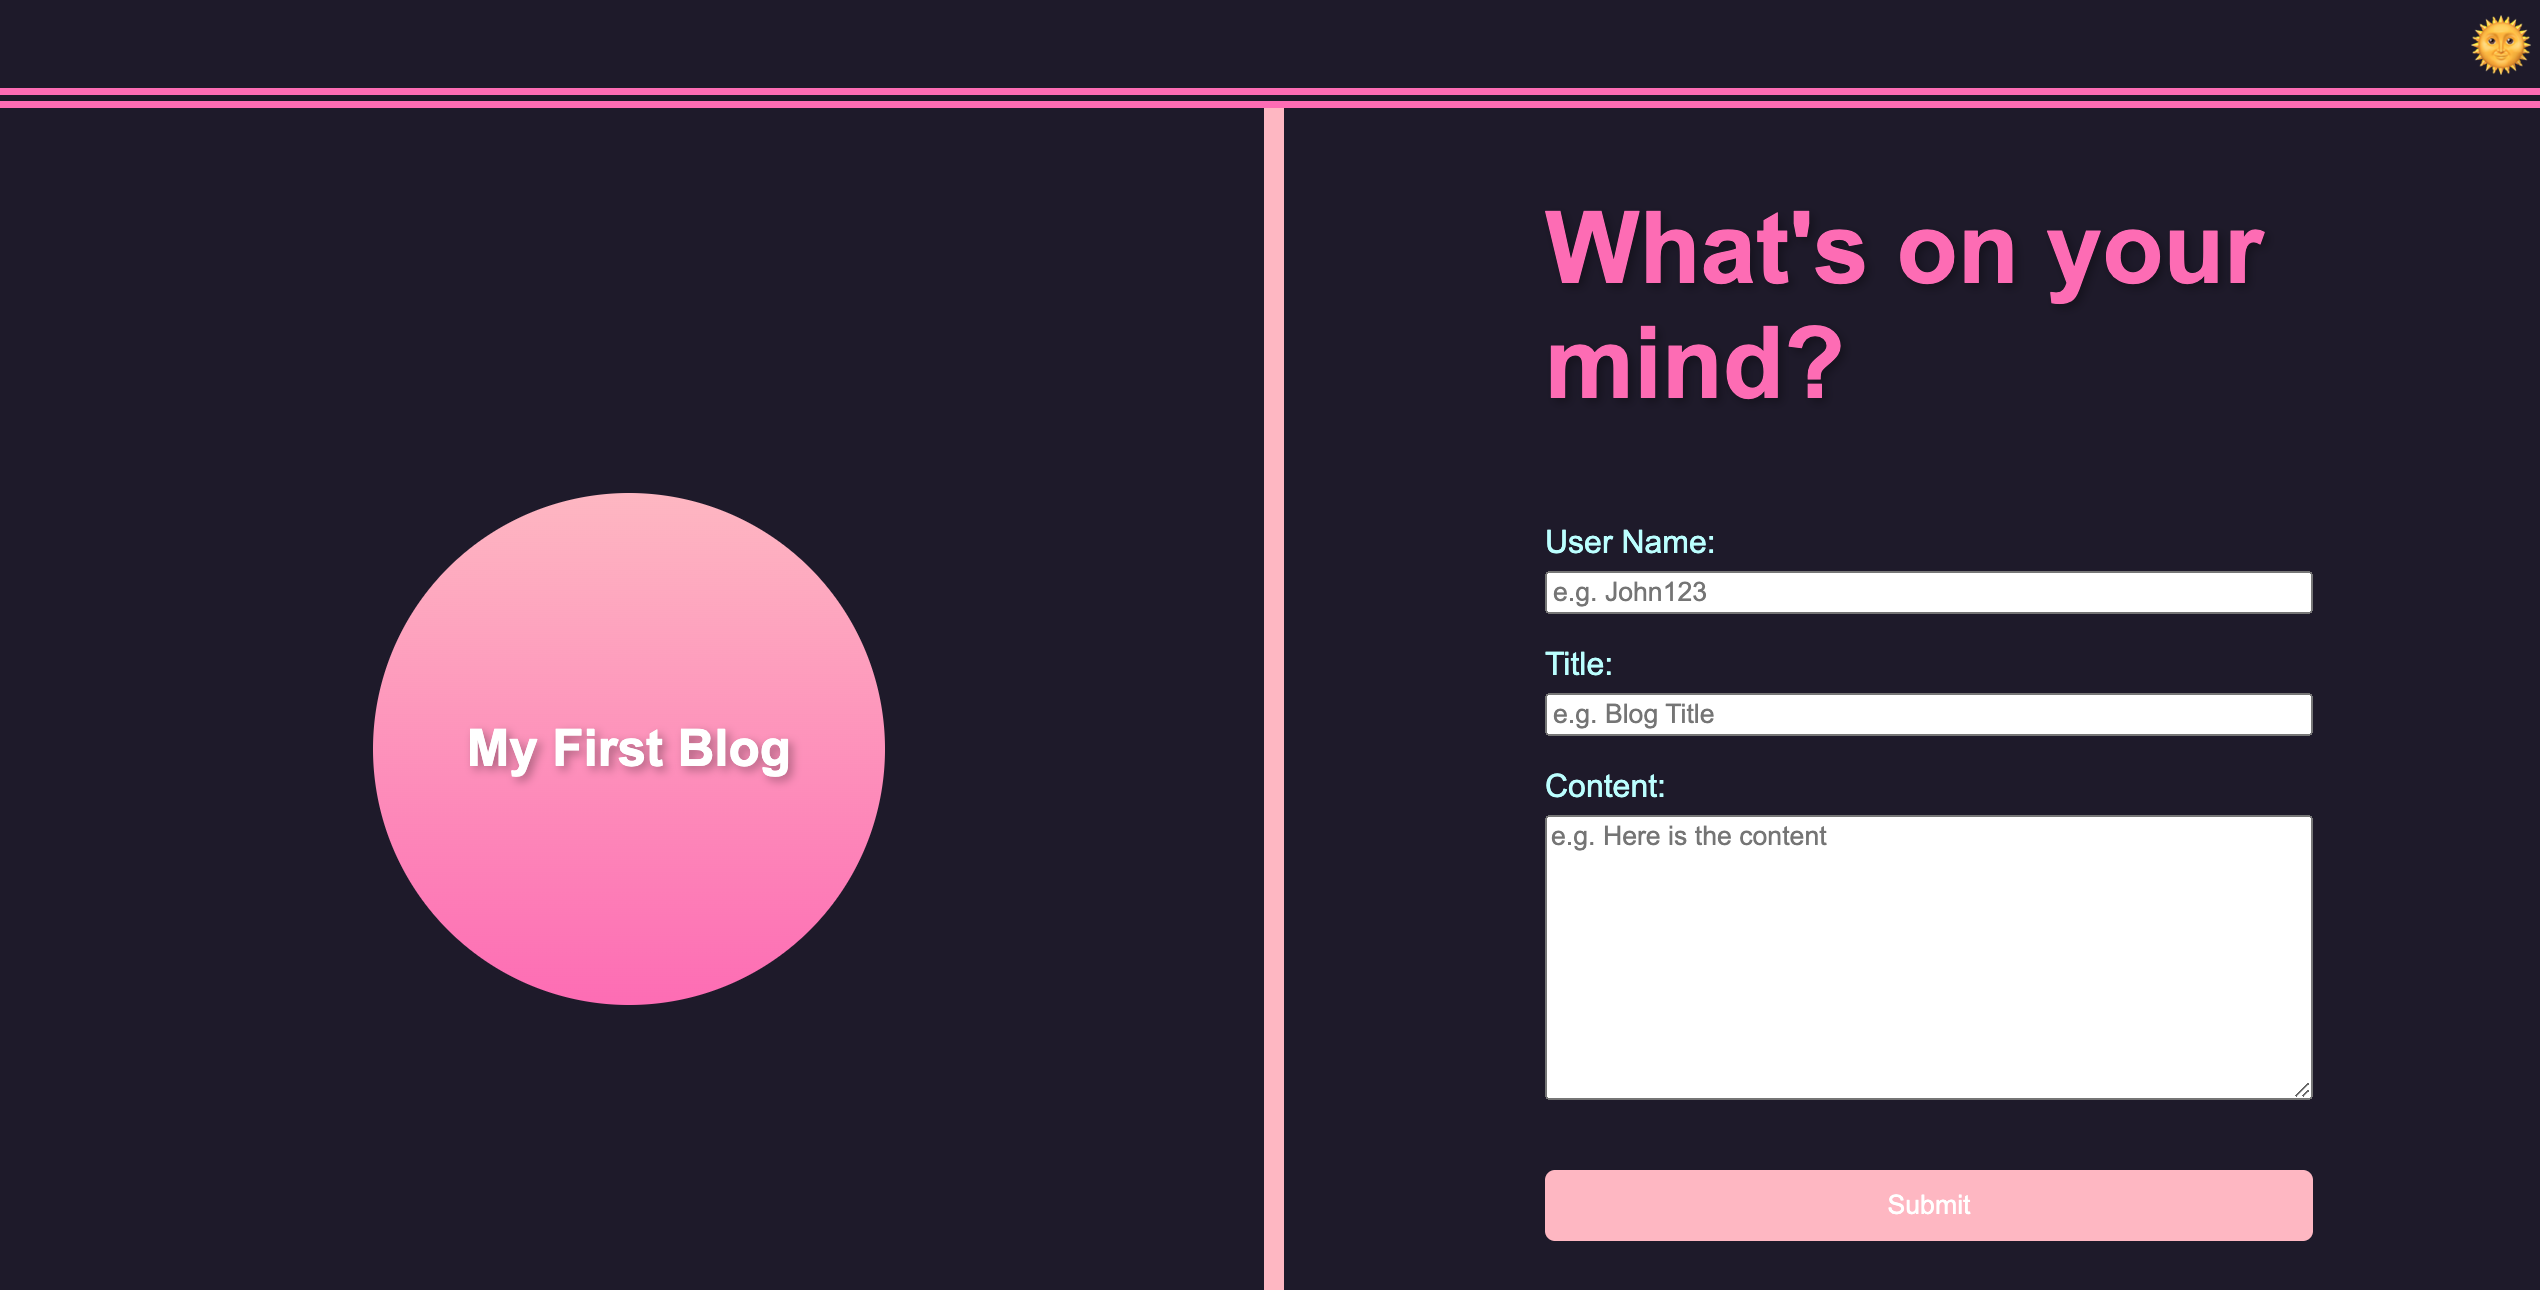 My First Blog
What's on your
mind?
User Name:
e.g. John123
Title:
e.g. Blog Title
Content:
e.g. Here is the content
Submit